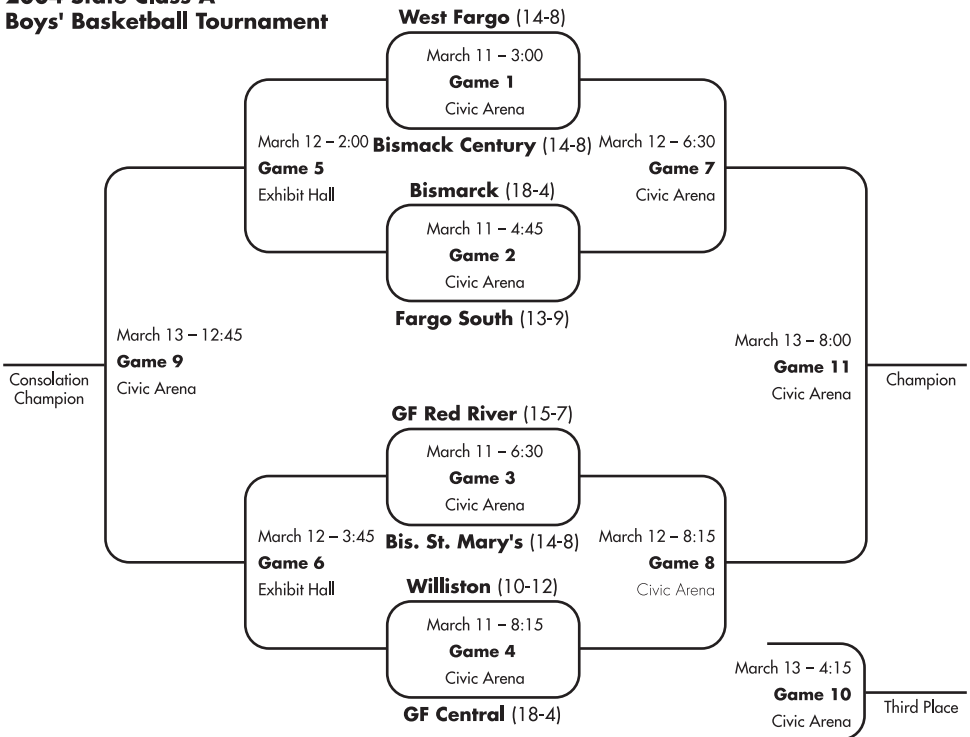 2004 State Class A
Boys' Basketball Tournament
West Fargo (14-8)
March 11 – 3:00
Game 1
Civic Arena
Bismack Century (14-8)
March 12 – 2:00
Game 5
Exhibit Hall
March 12 – 6:30
Game 7
Civic Arena
Bismarck (18-4)
March 11 – 4:45
Game 2
Civic Arena
Fargo South (13-9)
March 13 – 12:45
Game 9
Civic Arena
Consolation
Champion
March 13 – 8:00
Game 11
Civic Arena
Champion
GF Red River (15-7)
March 11 – 6:30
Game 3
Civic Arena
Bis. St. Mary's (14-8)
March 12 – 3:45
Game 6
Exhibit Hall
March 12 – 8:15
Game 8
Civic Arena
Williston (10-12)
March 11 – 8:15
Game 4
Civic Arena
GF Central (18-4)
March 13 – 4:15
Game 10
Civic Arena
Third Place